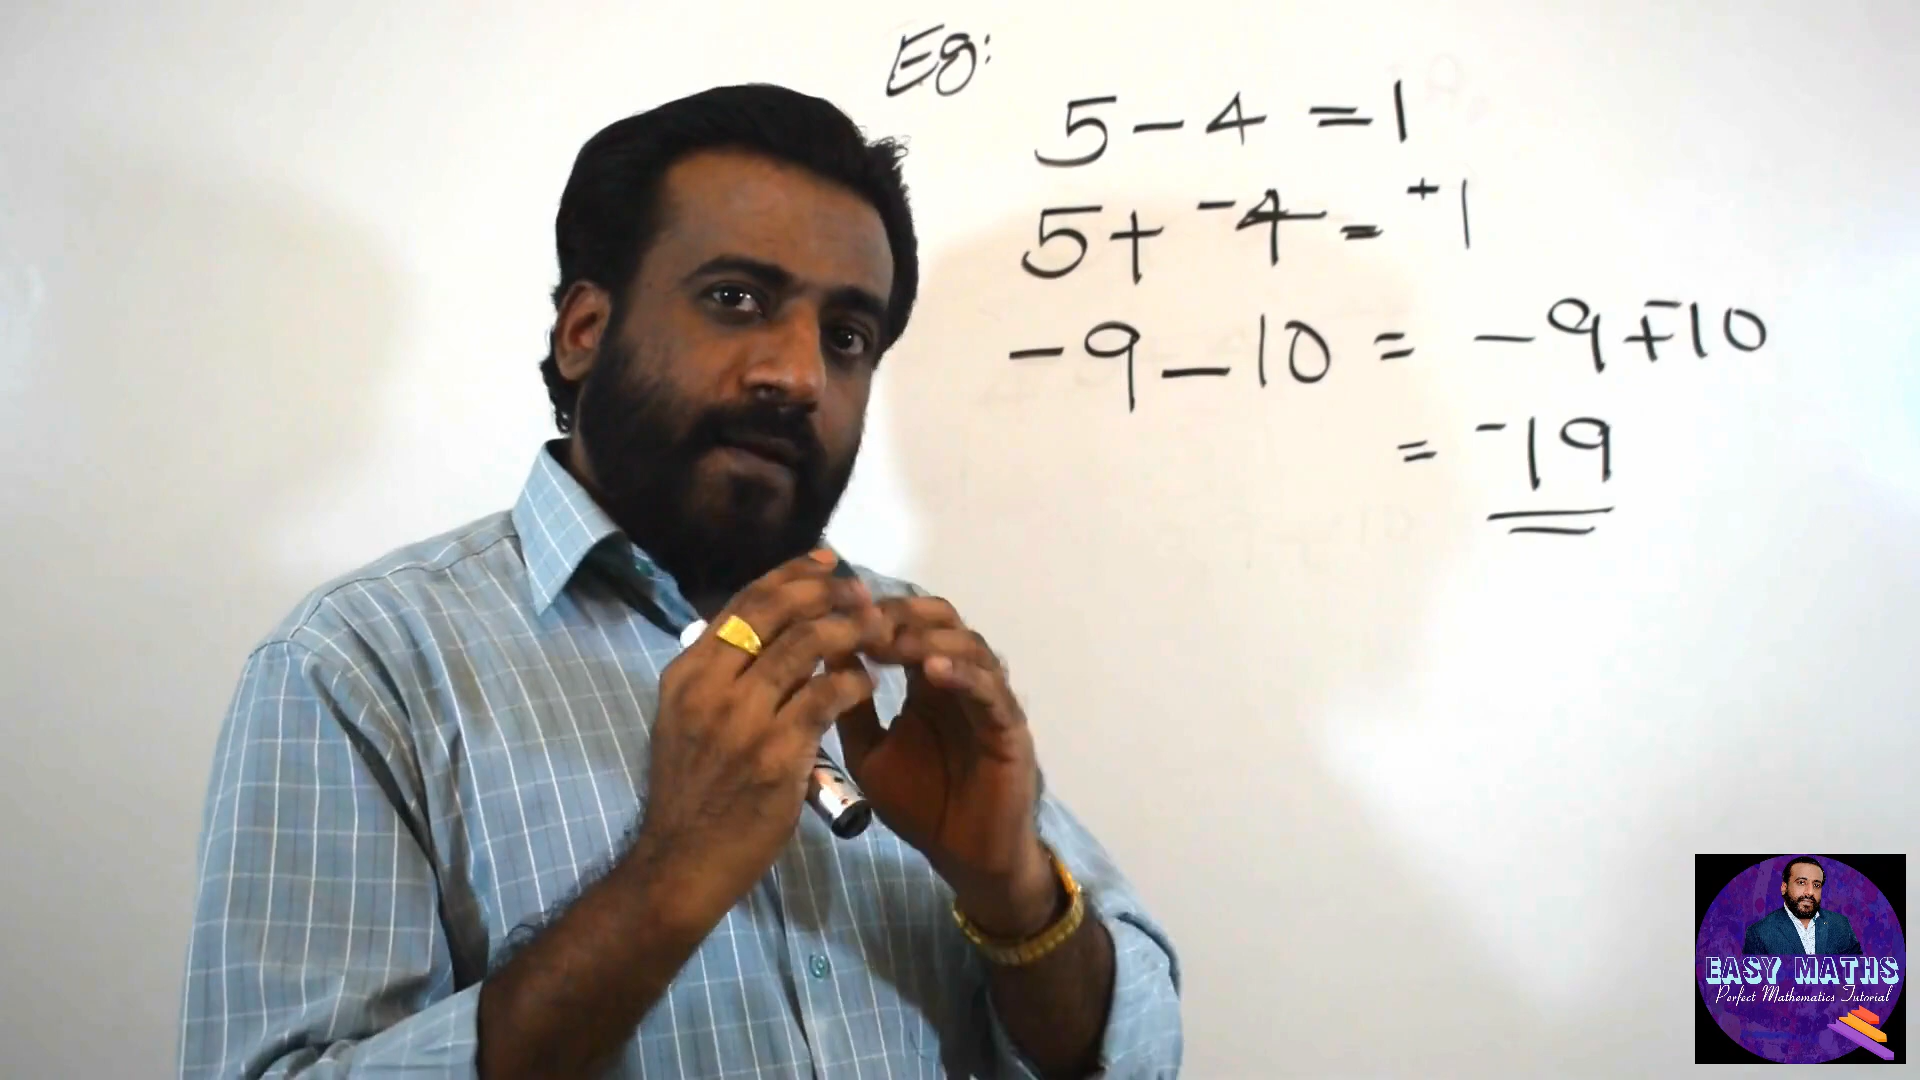 Eg:
5 - 4 = 1
5 + ⁻4 = ⁺1
-9 - 10 = -9 + ⁻10
= ⁻19
EASY MATHS
Perfect Mathematics Tutorial